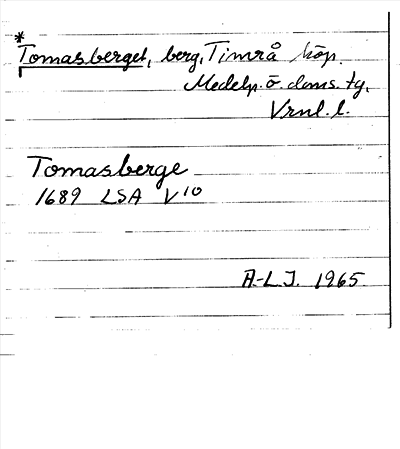 *
Tomasberget, berg, Timrå köp.
Medelp. ö. doms. tg,
Vrnl. l.
Tomasberge
1689 LSA V10
A.-L. J. 1965.